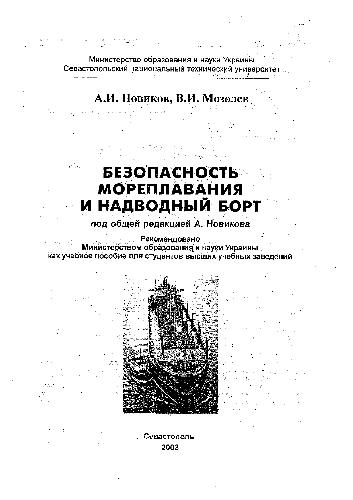 Министерство образования и науки Украины
Севастопольский национальный технический университет
А.И. Новиков, В.И. Мозолев
БЕЗОПАСНОСТЬ
МОРЕПЛАВАНИЯ
И НАДВОДНЫЙ БОРТ
под общей редакцией А. Новикова
Рекомендовано
Министерством образования и науки Украины
как учебное пособие для студентов высших учебных заведений
Севастополь
2003